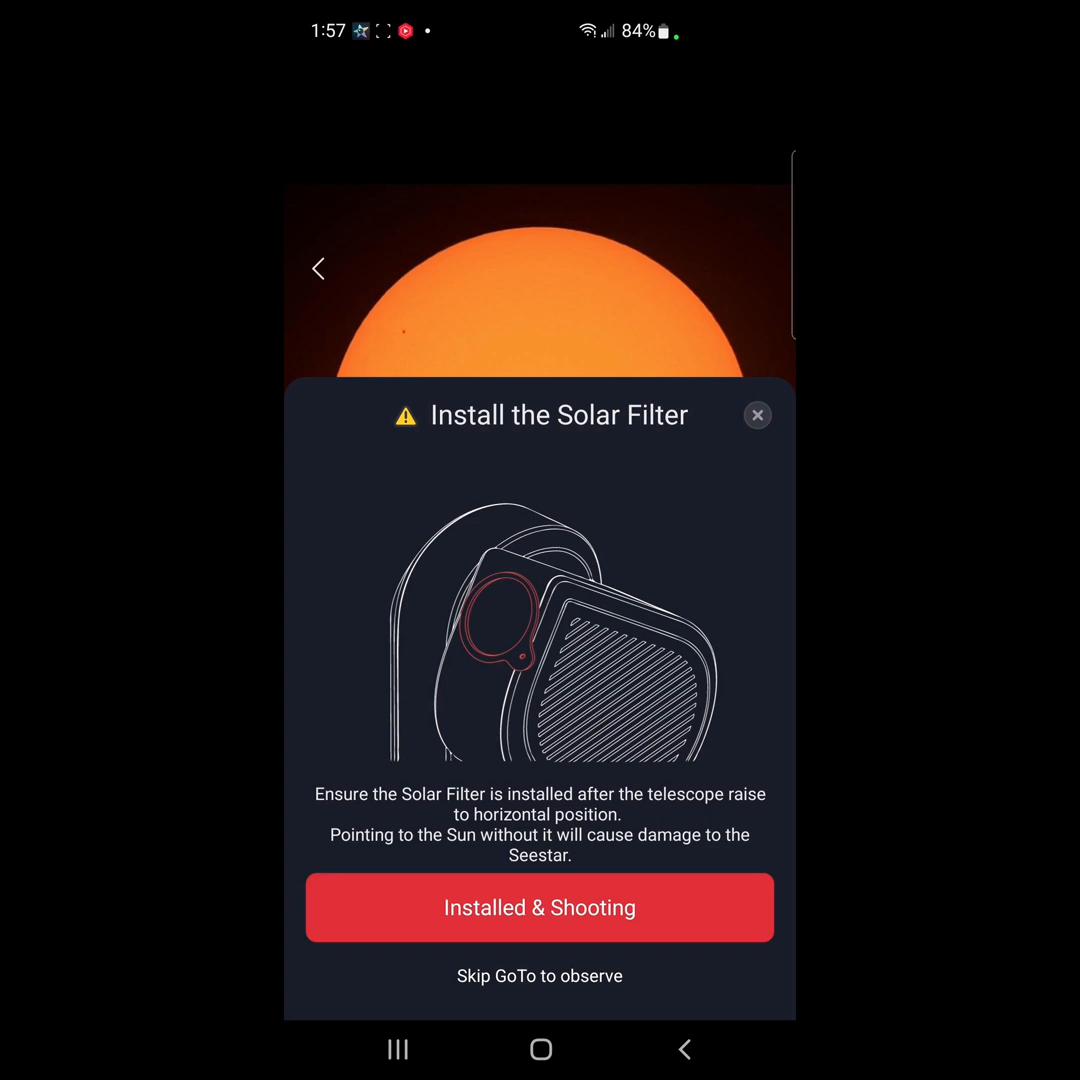 1:57
84%
Install the Solar Filter
Ensure the Solar Filter is installed after the telescope raise
to horizontal position.
Pointing to the Sun without it will cause damage to the
Seestar.
Installed & Shooting
Skip GoTo to observe